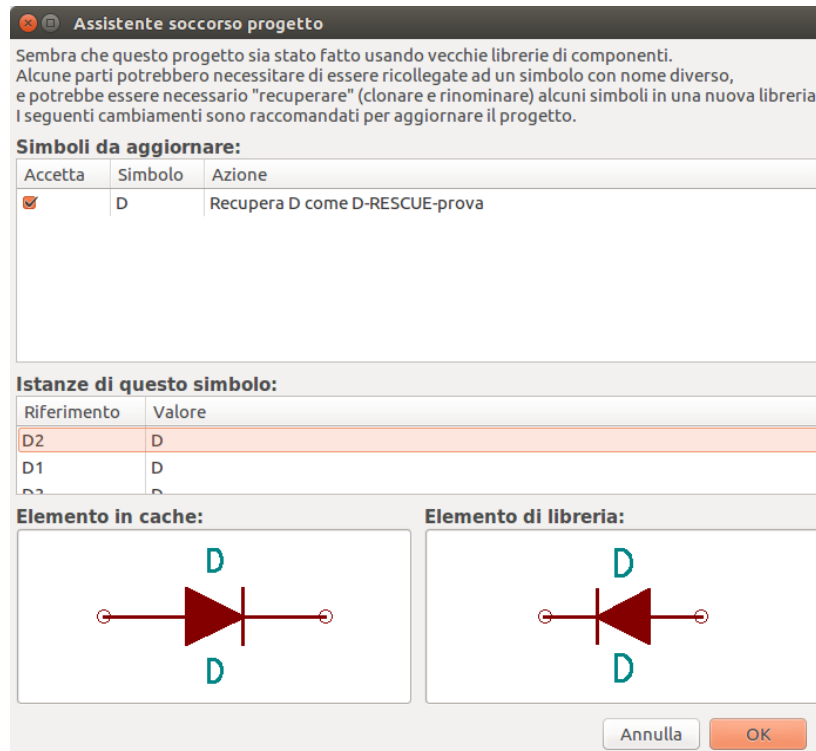 Assistente soccorso progetto
Sembra che questo progetto sia stato fatto usando vecchie librerie di componenti.
Alcune parti potrebbero necessitare di essere ricollegate ad un simbolo con nome diverso,
e potrebbe essere necessario "recuperare" (clonare e rinominare) alcuni simboli in una nuova libreria
I seguenti cambiamenti sono raccomandati per aggiornare il progetto.
Simboli da aggiornare:
Accetta Simbolo Azione
D Recupera D come D-RESCUE-prova
Istanze di questo simbolo:
Riferimento Valore
D2 D
D1 D
Elemento in cache: Elemento di libreria:
D D
D D
Annulla OK